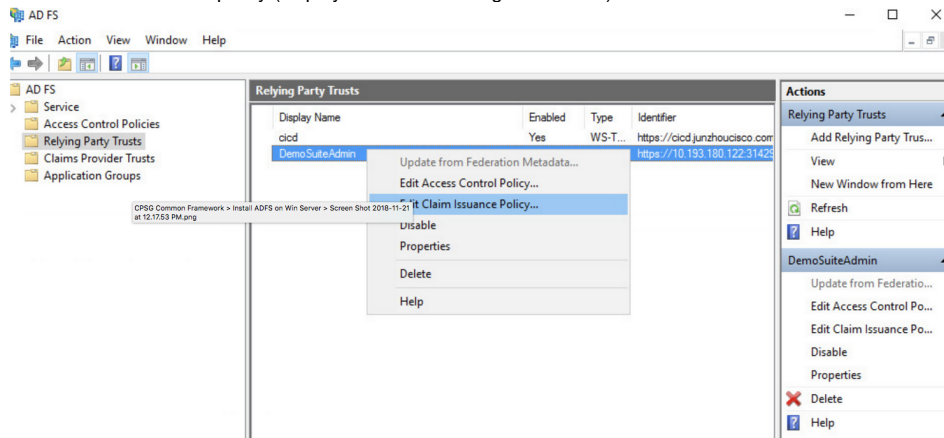 AD FS
File Action View Window Help
AD FS
Service
Access Control Policies
Relying Party Trusts
Claims Provider Trusts
Application Groups
CPSG Common Framework > Install ADFS on Win Server > Screen Shot 2018-11-21
at 12.17.53 PM.png
Relying Party Trusts
Display Name Enabled Type Identifier
cicd Yes WS-T... https://cicd.junzhoucisco.com
DemoSuiteAdmin https://10.193.180.122:31429
Update from Federation Metadata...
Edit Access Control Policy...
it Claim Issuance Policy...
Disable
Properties
Delete
Help
Actions
Relying Party Trusts
Add Relying Party Trus...
View
New Window from Here
Refresh
Help
DemoSuiteAdmin
Update from Federatio...
Edit Access Control Po...
Edit Claim Issuance Po...
Disable
Properties
Delete
Help